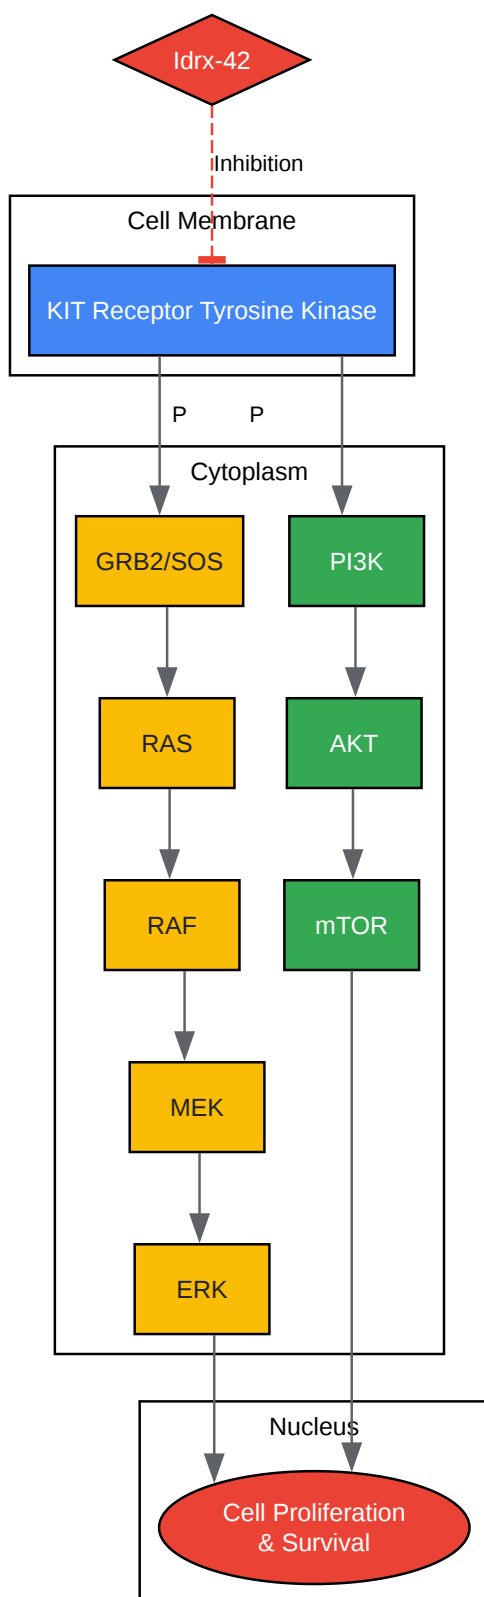 Idrx-42
Inhibition
Cell Membrane
KIT Receptor Tyrosine Kinase
P P
Cytoplasm
GRB2/SOS PI3K
RAS AKT
RAF mTOR
MEK
ERK
Nucleus
Cell Proliferation
& Survival